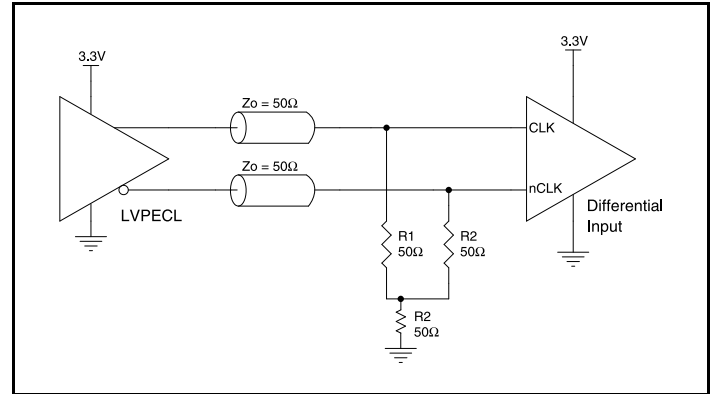 3.3V
3.3V
Zo = 50Ω
CLK
Zo = 50Ω
nCLK
LVPECL
Differential
Input
R1
50Ω
R2
50Ω
R2
50Ω